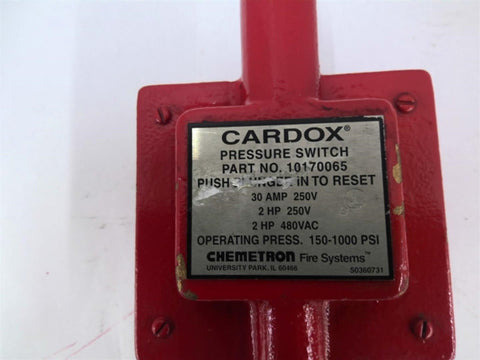 CARDOX®
PRESSURE SWITCH
PART NO. 10170065
PUSH PLUNGER IN TO RESET
30 AMP 250V
2 HP 250V
2 HP 480VAC
OPERATING PRESS. 150-1000 PSI
CHEMETRON Fire Systems™
UNIVERSITY PARK, IL 60466 50360731